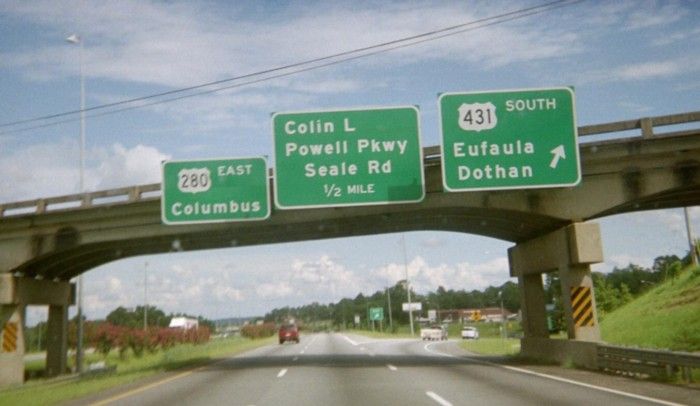 280 EAST
Columbus
Colin L
Powell Pkwy
Seale Rd
1/2 MILE
431 SOUTH
Eufaula
Dothan